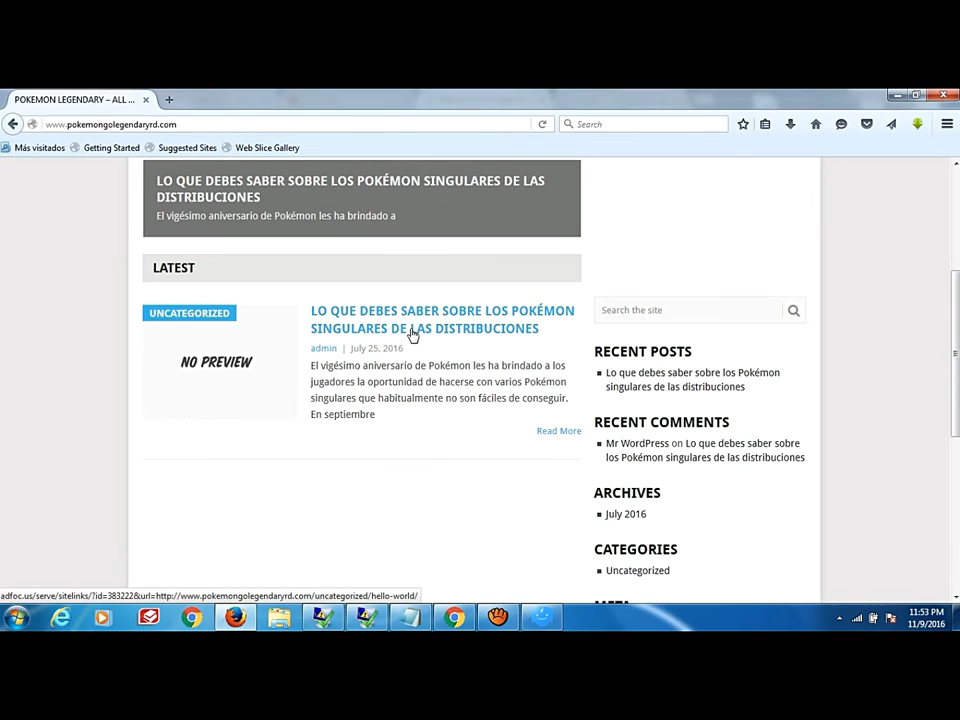 POKEMON LEGENDARY – ALL ...
www.pokemongolegendaryrd.com
Search
Más visitados
Getting Started
Suggested Sites
Web Slice Gallery
LO QUE DEBES SABER SOBRE LOS POKÉMON SINGULARES DE LAS
DISTRIBUCIONES
El vigésimo aniversario de Pokémon les ha brindado a
LATEST
UNCATEGORIZED
NO PREVIEW
LO QUE DEBES SABER SOBRE LOS POKÉMON
SINGULARES DE LAS DISTRIBUCIONES
admin | July 25, 2016
El vigésimo aniversario de Pokémon les ha brindado a los
jugadores la oportunidad de hacerse con varios Pokémon
singulares que habitualmente no son fáciles de conseguir.
En septiembre
Read More
Search the site
RECENT POSTS
Lo que debes saber sobre los Pokémon
singulares de las distribuciones
RECENT COMMENTS
Mr WordPress on Lo que debes saber sobre
los Pokémon singulares de las distribuciones
ARCHIVES
July 2016
CATEGORIES
Uncategorized
adfoc.us/serve/sitelinks/?id=383222&url=http://www.pokemongolegendaryrd.com/uncategorized/hello-world/
11:53 PM
11/9/2016